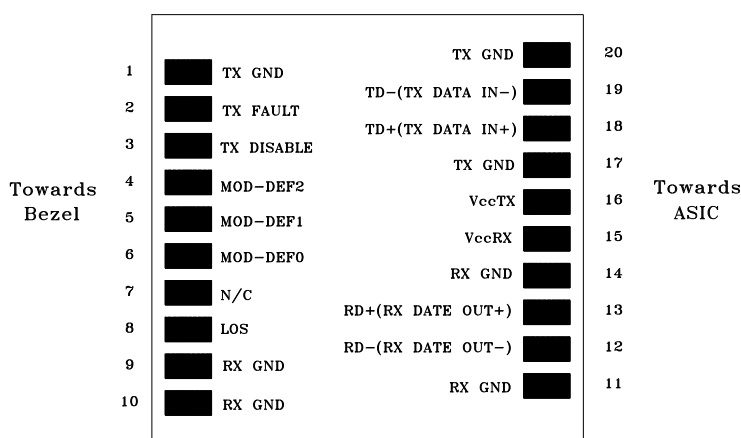 1 TX GND
2 TX FAULT
3 TX DISABLE
4 MOD-DEF2
5 MOD-DEF1
6 MOD-DEF0
7 N/C
8 LOS
9 RX GND
10 RX GND
Towards
Bezel
TX GND 20
TD-(TX DATA IN-) 19
TD+(TX DATA IN+) 18
TX GND 17
VccTX 16
VccRX 15
RX GND 14
RD+(RX DATE OUT+) 13
RD-(RX DATE OUT-) 12
RX GND 11
Towards
ASIC